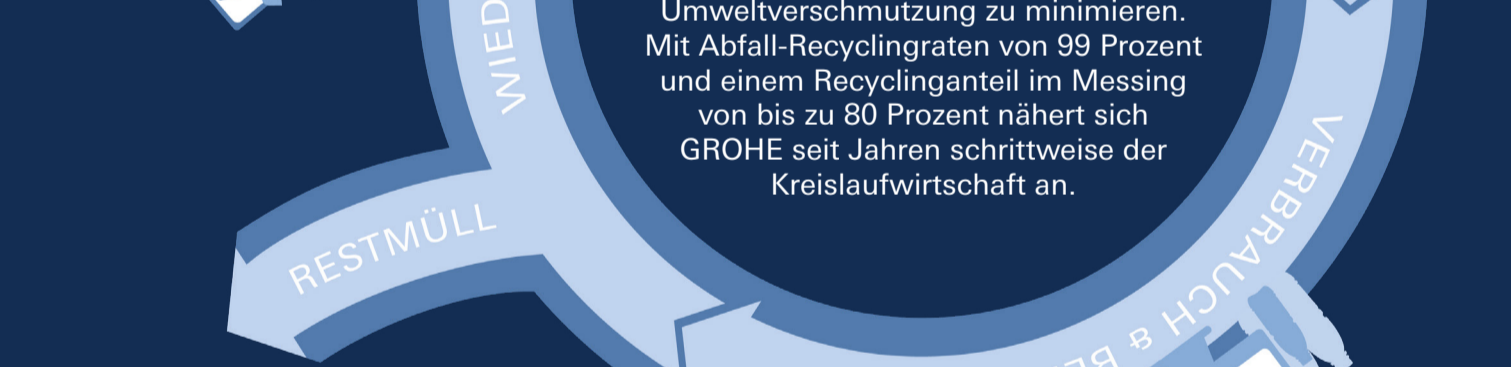 Umweltverschmutzung zu minimieren.
Mit Abfall-Recyclingraten von 99 Prozent
und einem Recyclinganteil im Messing
von bis zu 80 Prozent nähert sich
GROHE seit Jahren schrittweise der
Kreislaufwirtschaft an.
WIED
VERBRAUCH & BE
RESTMÜLL